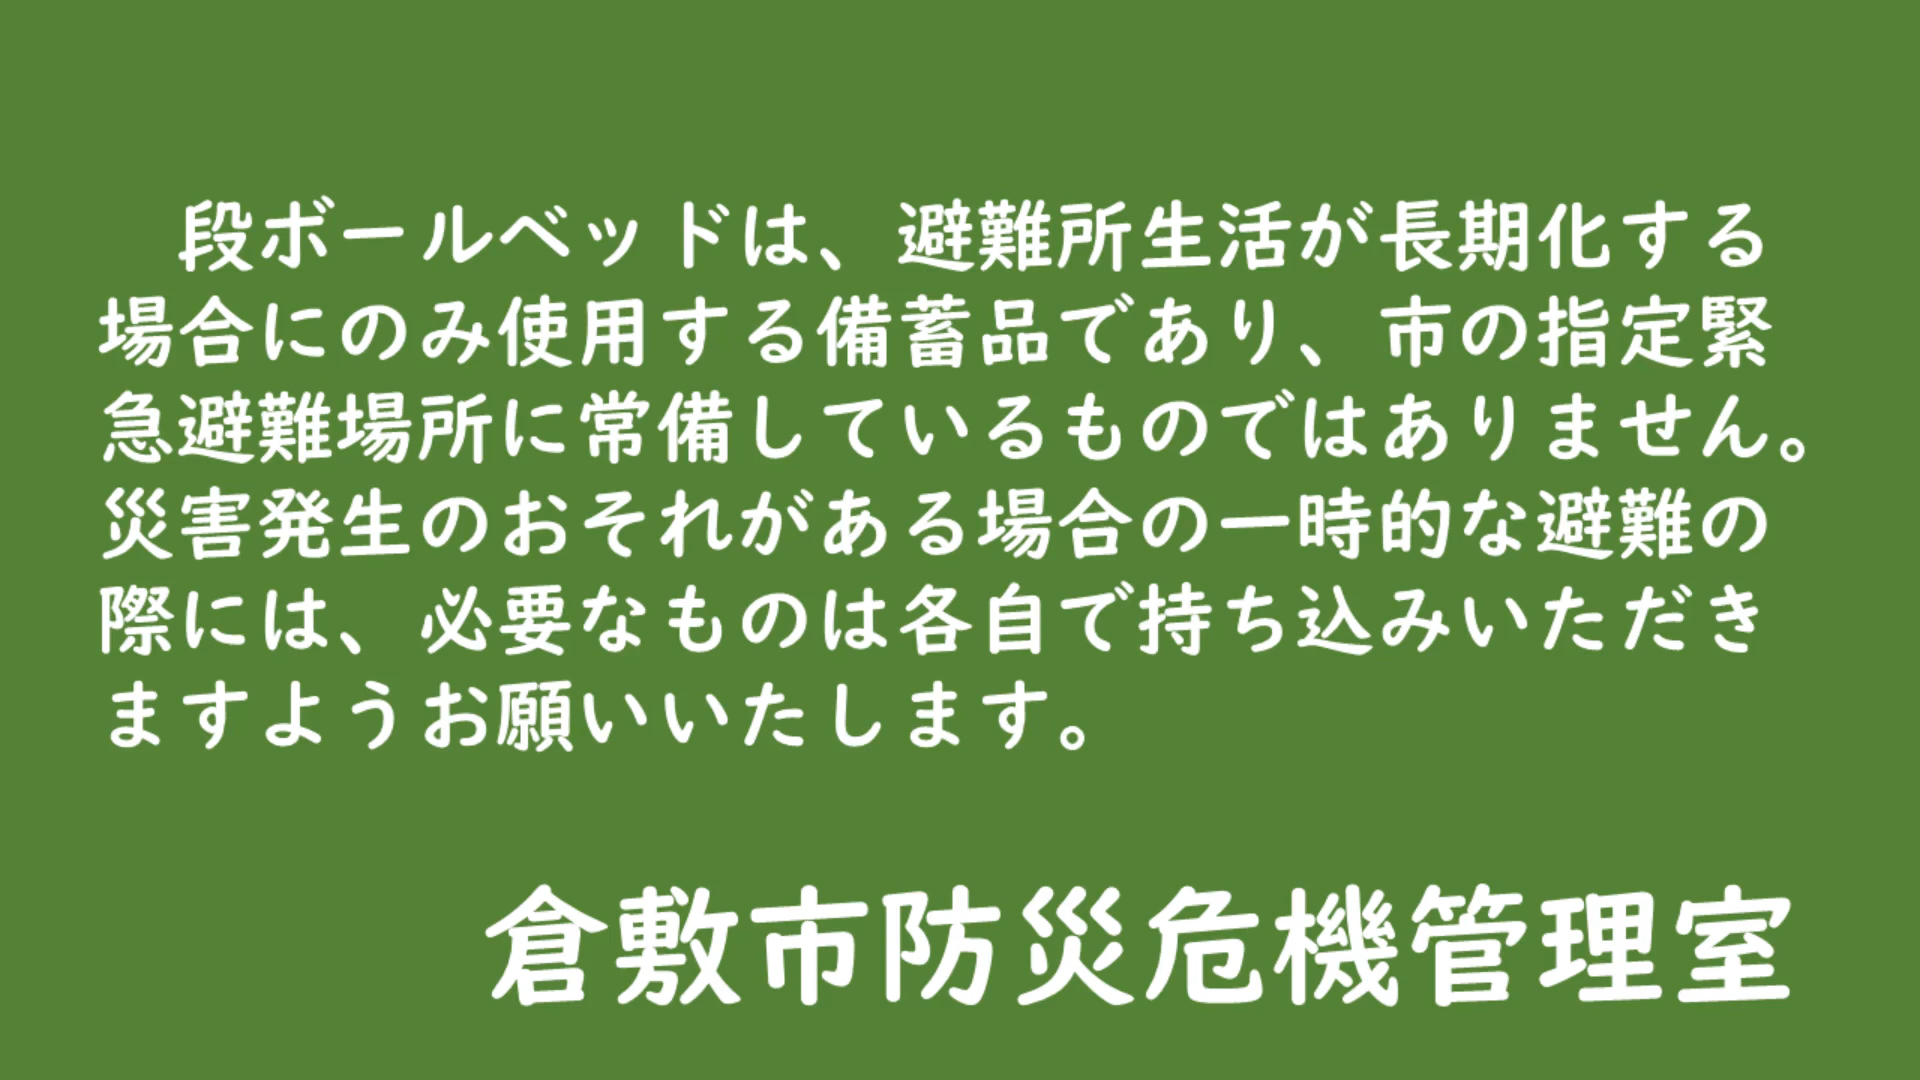 段ボールベッドは、避難所生活が長期化する
場合にのみ使用する備蓄品であり、市の指定緊
急避難場所に常備しているものではありません。
災害発生のおそれがある場合の一時的な避難の
際には、必要なものは各自で持ち込みいただき
ますようお願いいたします。
倉敷市防災危機管理室